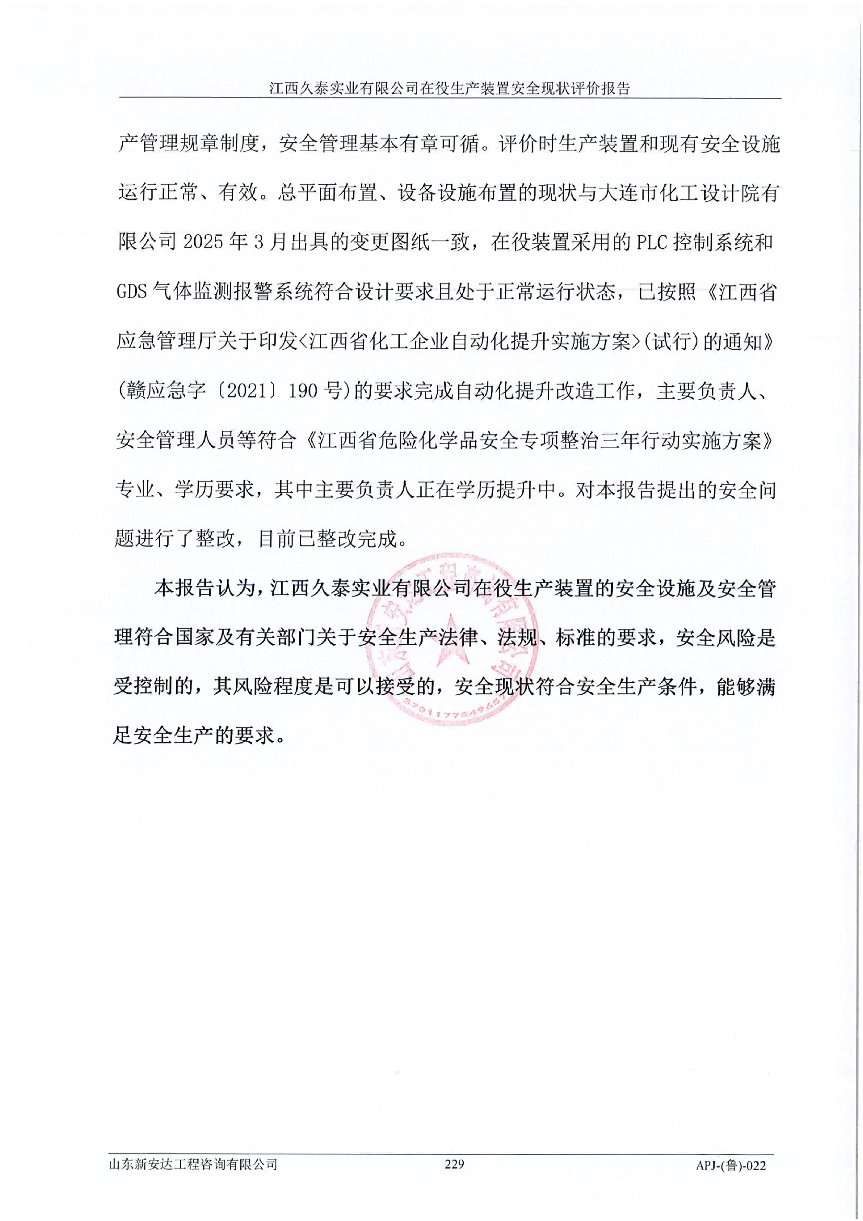 江西久泰实业有限公司在役生产装置安全现状评价报告
产管理规章制度，安全管理基本有章可循。评价时生产装置和现有安全设施
运行正常、有效。总平面布置、设备设施布置的现状与大连市化工设计院有
限公司 2025 年 3 月出具的变更图纸一致，在役装置采用的 PLC 控制系统和
GDS 气体监测报警系统符合设计要求且处于正常运行状态，已按照《江西省
应急管理厅关于印发<江西省化工企业自动化提升实施方案>(试行)的通知》
(赣应急字〔2021〕190 号)的要求完成自动化提升改造工作，主要负责人、
安全管理人员等符合《江西省危险化学品安全专项整治三年行动实施方案》
专业、学历要求，其中主要负责人正在学历提升中。对本报告提出的安全问
题进行了整改，目前已整改完成。
本报告认为，江西久泰实业有限公司在役生产装置的安全设施及安全管
理符合国家及有关部门关于安全生产法律、法规、标准的要求，安全风险是
受控制的，其风险程度是可以接受的，安全现状符合安全生产条件，能够满
足安全生产的要求。
山东新安达工程咨询有限公司
229
APJ-(鲁)-022